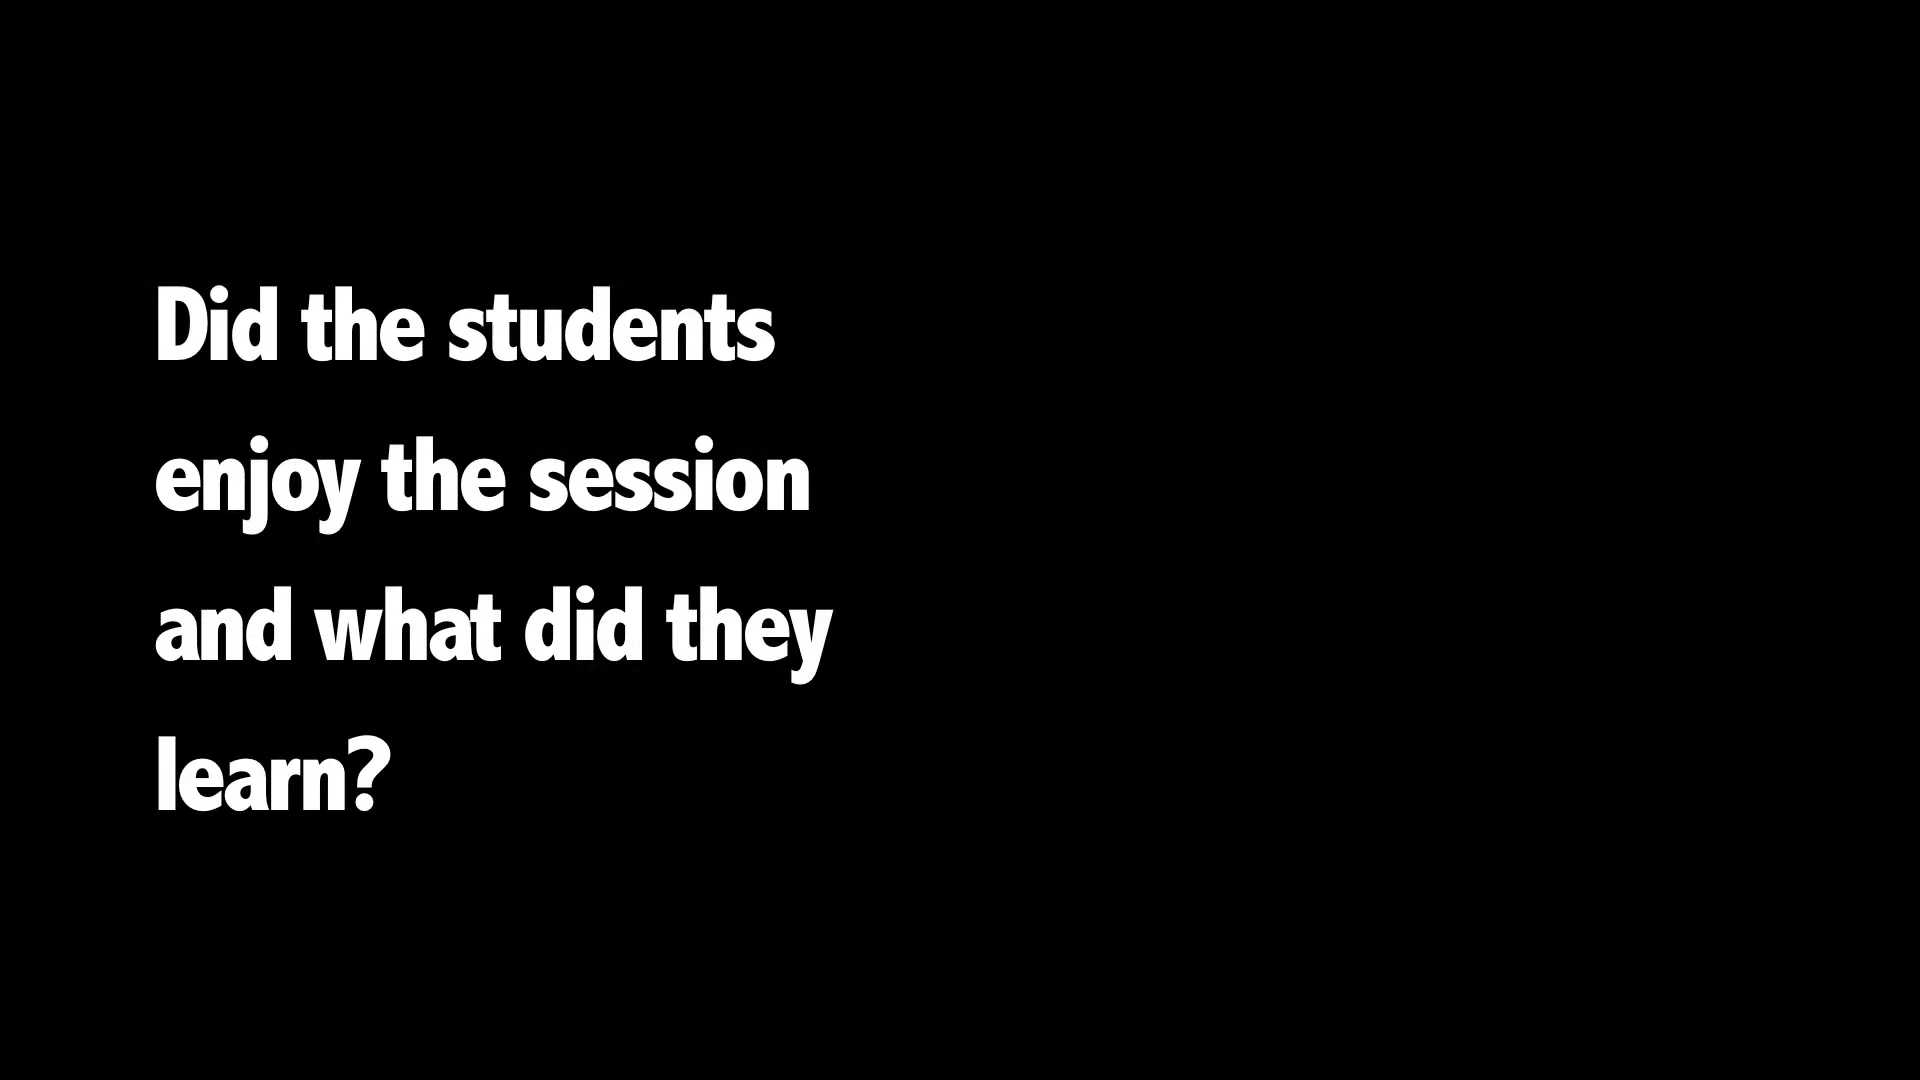 Did the students
enjoy the session
and what did they
learn?